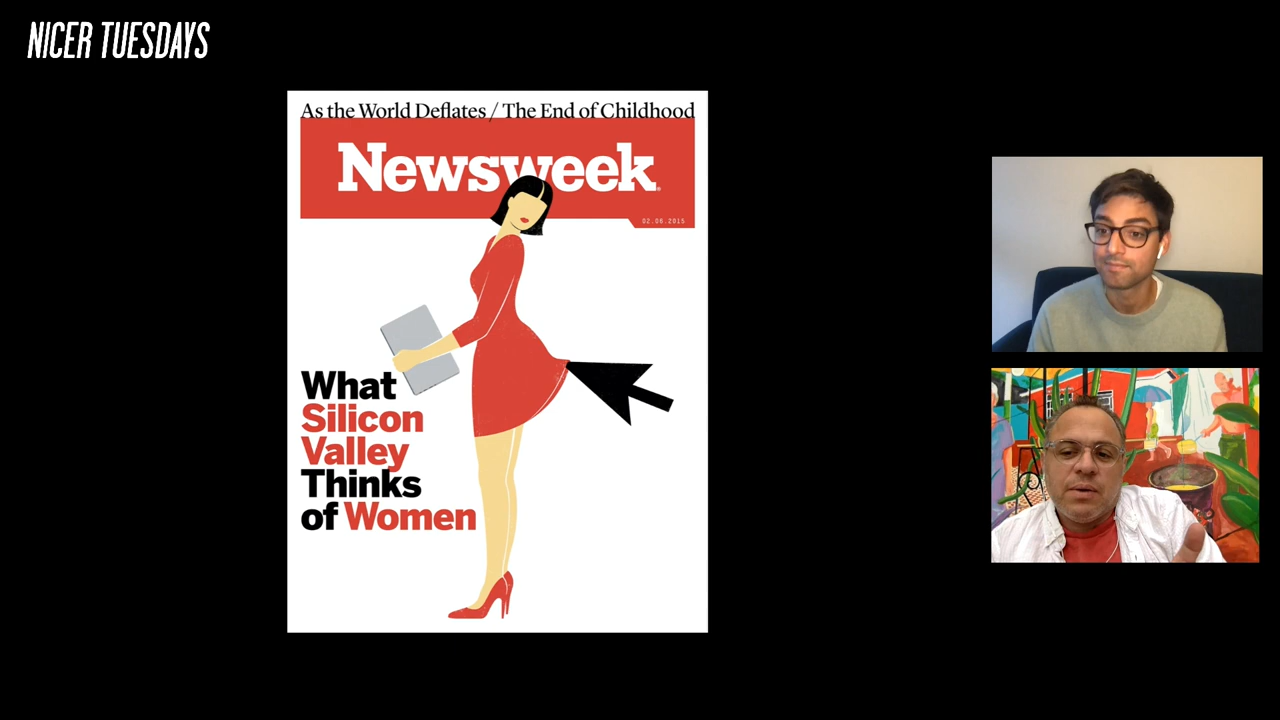 NICER TUESDAYS
As the World Deflates / The End of Childhood
Newsweek
02.06.2015
What
Silicon
Valley
Thinks
of Women